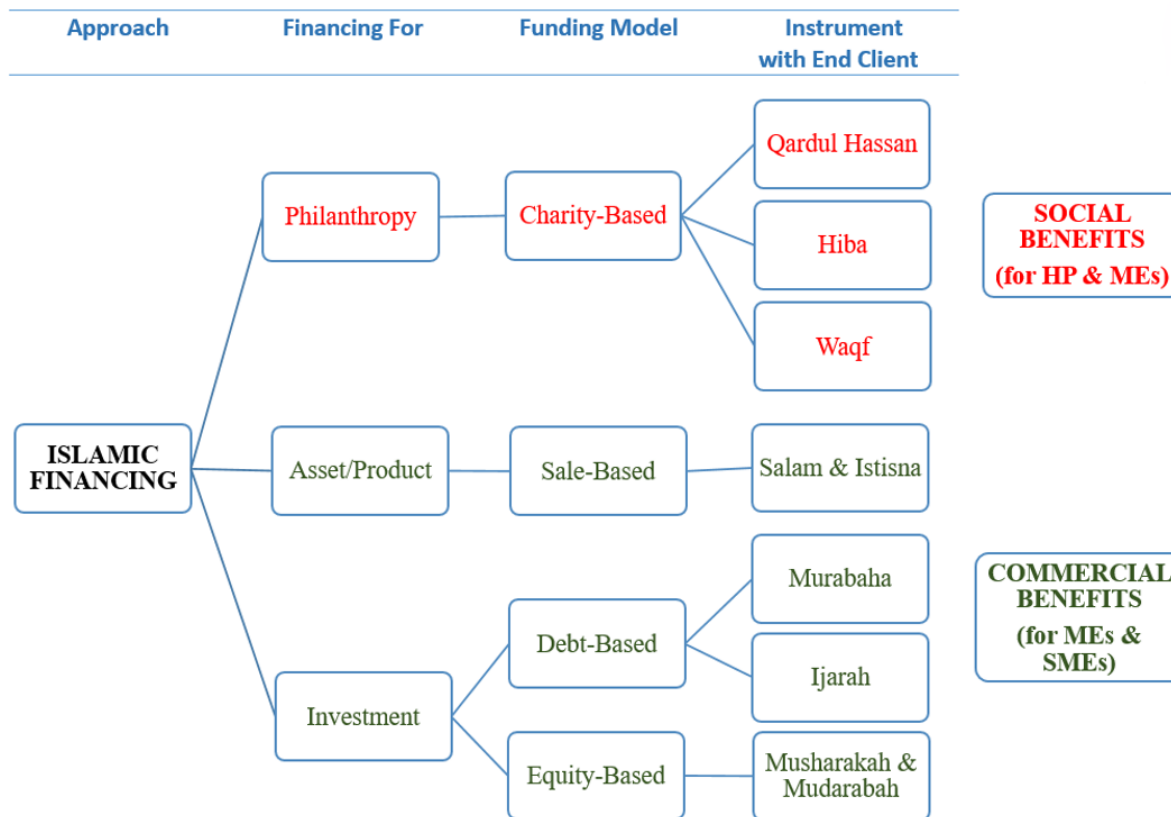 Approach
Financing For
Funding Model
Instrument
with End Client
Qardul Hassan
Philanthropy
Charity-Based
Hiba
Waqf
SOCIAL
BENEFITS
(for HP & MEs)
ISLAMIC
FINANCING
Asset/Product
Sale-Based
Salam & Istisna
Murabaha
Debt-Based
Ijarah
Investment
Equity-Based
Musharakah &
Mudarabah
COMMERCIAL
BENEFITS
(for MEs &
SMEs)